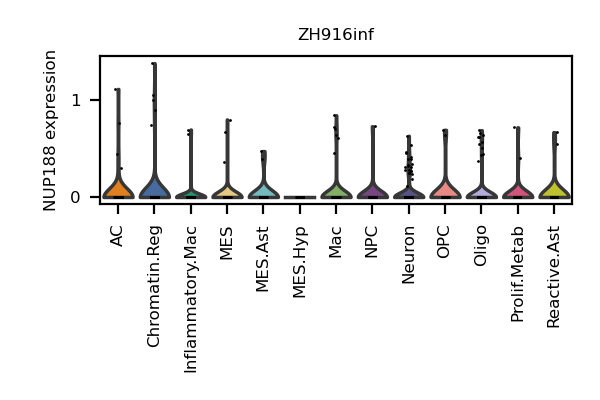 ZH916inf
NUP188 expression
1
0
AC
Chromatin.Reg
Inflammatory.Mac
MES
MES.Ast
MES.Hyp
Mac
NPC
Neuron
OPC
Oligo
Prolif.Metab
Reactive.Ast